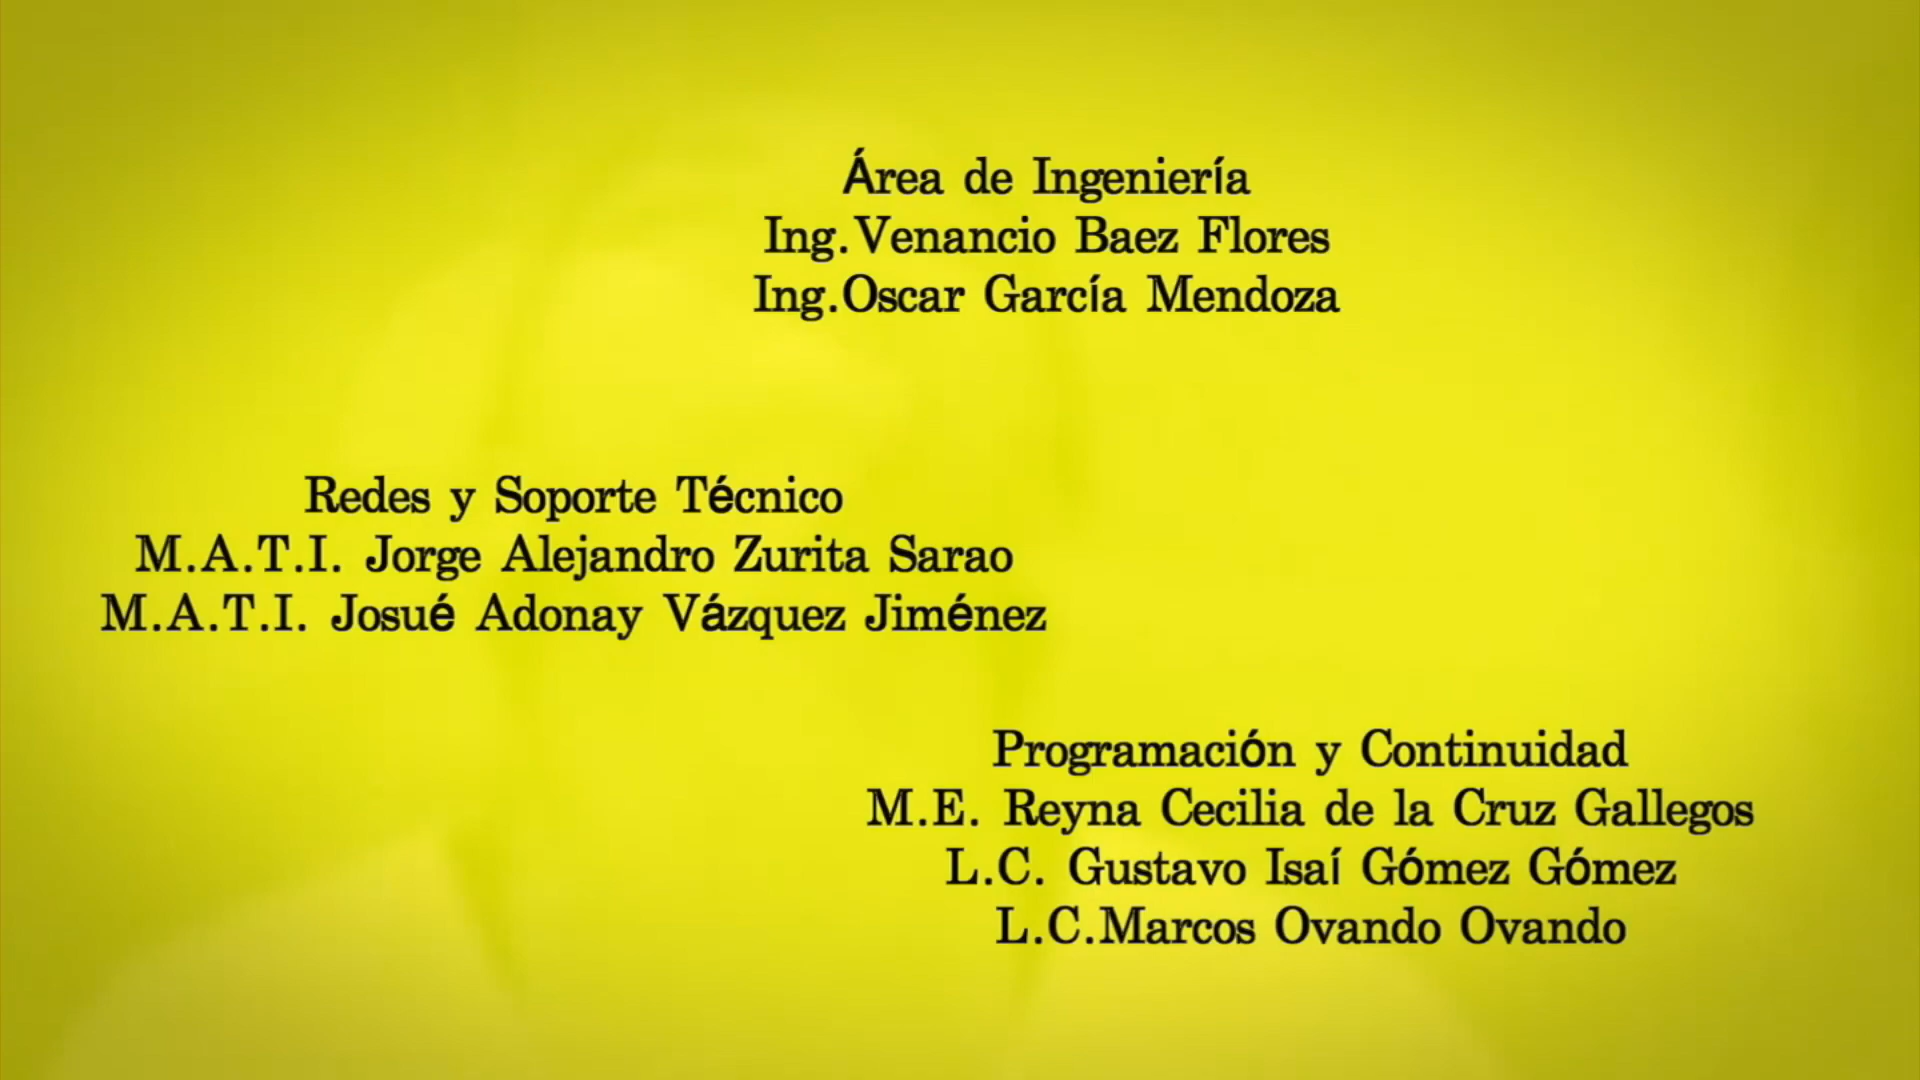 Área de Ingeniería
Ing.Venancio Baez Flores
Ing.Oscar García Mendoza
Redes y Soporte Técnico
M.A.T.I. Jorge Alejandro Zurita Sarao
M.A.T.I. Josué Adonay Vázquez Jiménez
Programación y Continuidad
M.E. Reyna Cecilia de la Cruz Gallegos
L.C. Gustavo Isaí Gómez Gómez
L.C.Marcos Ovando Ovando